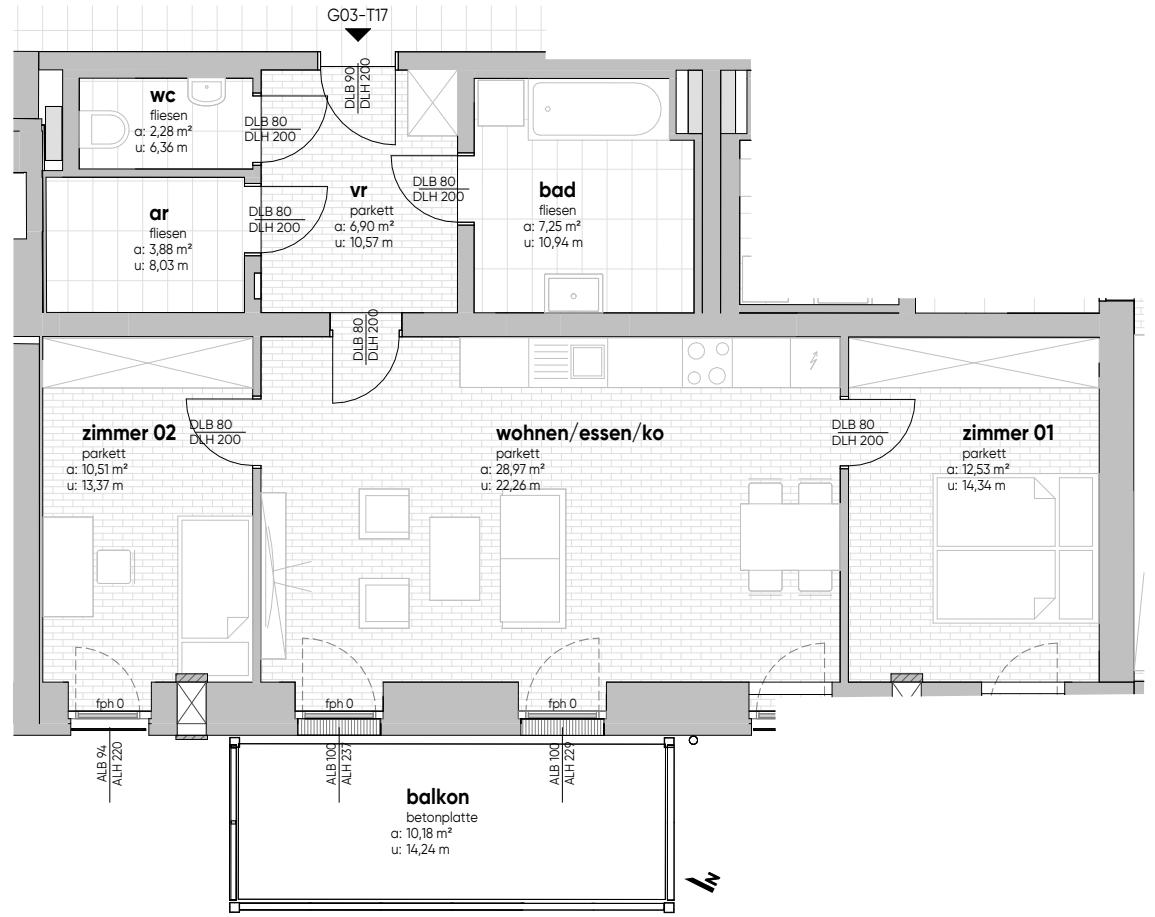 G03-T17
DLB 90
DLH 200
wc
fliesen
a: 2,28 m²
u: 6,36 m
DLB 80
DLH 200
ar
fliesen
a: 3,88 m²
u: 8,03 m
DLB 80
DLH 200
vr
parkett
a: 6,90 m²
u: 10,57 m
DLB 80
DLH 200
bad
fliesen
a: 7,25 m²
u: 10,94 m
DLB 80
DLH 200
zimmer 02
parkett
a: 10,51 m²
u: 13,37 m
DLB 80
DLH 200
wohnen/essen/ko
parkett
a: 28,97 m²
u: 22,26 m
DLB 80
DLH 200
zimmer 01
parkett
a: 12,53 m²
u: 14,34 m
fph 0
fph 0
fph 0
ALB 94
ALH 220
ALB 100
ALH 237
ALB 100
ALH 229
balkon
betonplatte
a: 10,18 m²
u: 14,24 m
N